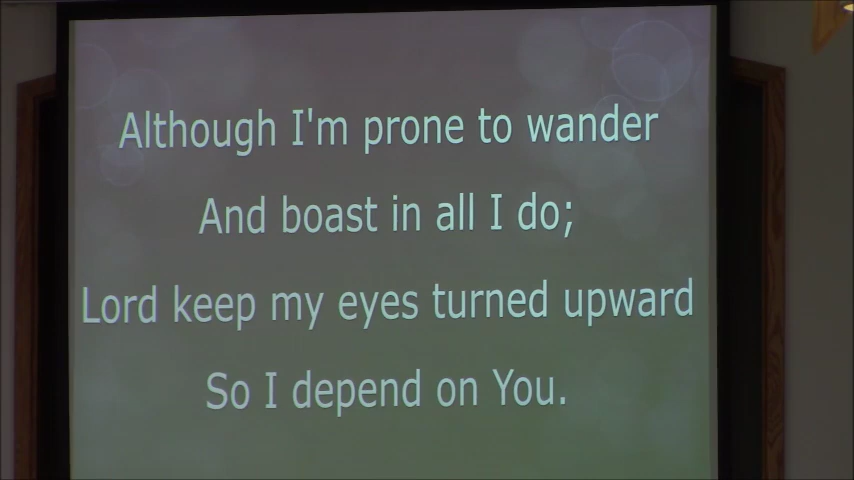 Although I'm prone to wander
And boast in all I do;
Lord keep my eyes turned upward
So I depend on You.